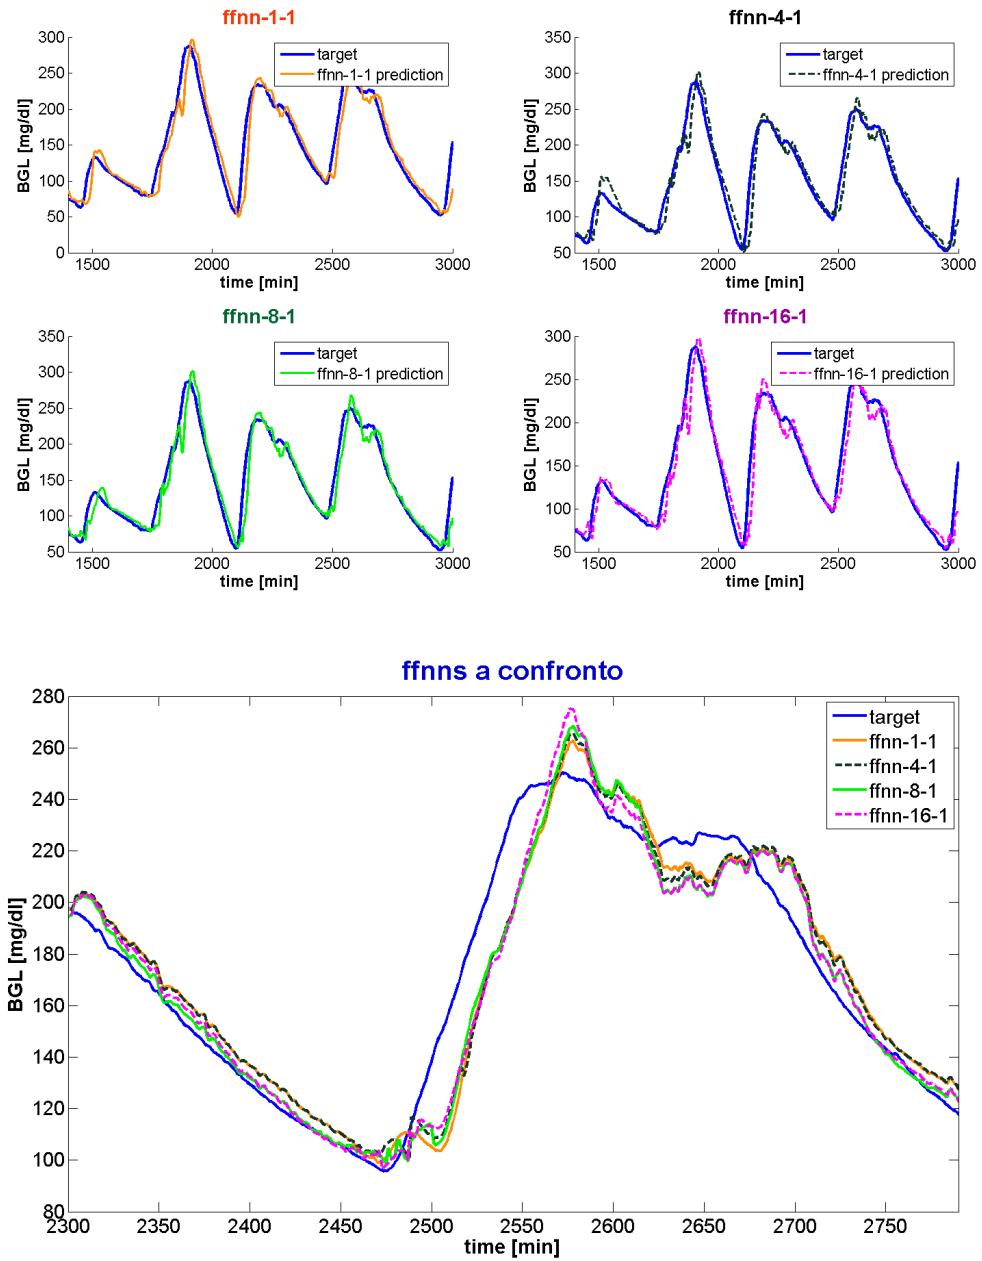 ffnn-1-1
300
250
200
150
100
50
0
BGL [mg/dl]
target
ffnn-1-1 prediction
1500
2000
2500
3000
time [min]
ffnn-4-1
350
300
250
200
150
100
50
BGL [mg/dl]
target
ffnn-4-1 prediction
1500
2000
2500
3000
time [min]
ffnn-8-1
350
300
250
200
150
100
50
BGL [mg/dl]
target
ffnn-8-1 prediction
1500
2000
2500
3000
time [min]
ffnn-16-1
300
250
200
150
100
50
BGL [mg/dl]
target
ffnn-16-1 prediction
1500
2000
2500
3000
time [min]
ffnns a confronto
280
260
240
220
200
180
160
140
120
100
80
BGL [mg/dl]
target
ffnn-1-1
ffnn-4-1
ffnn-8-1
ffnn-16-1
2300
2350
2400
2450
2500
2550
2600
2650
2700
2750
time [min]